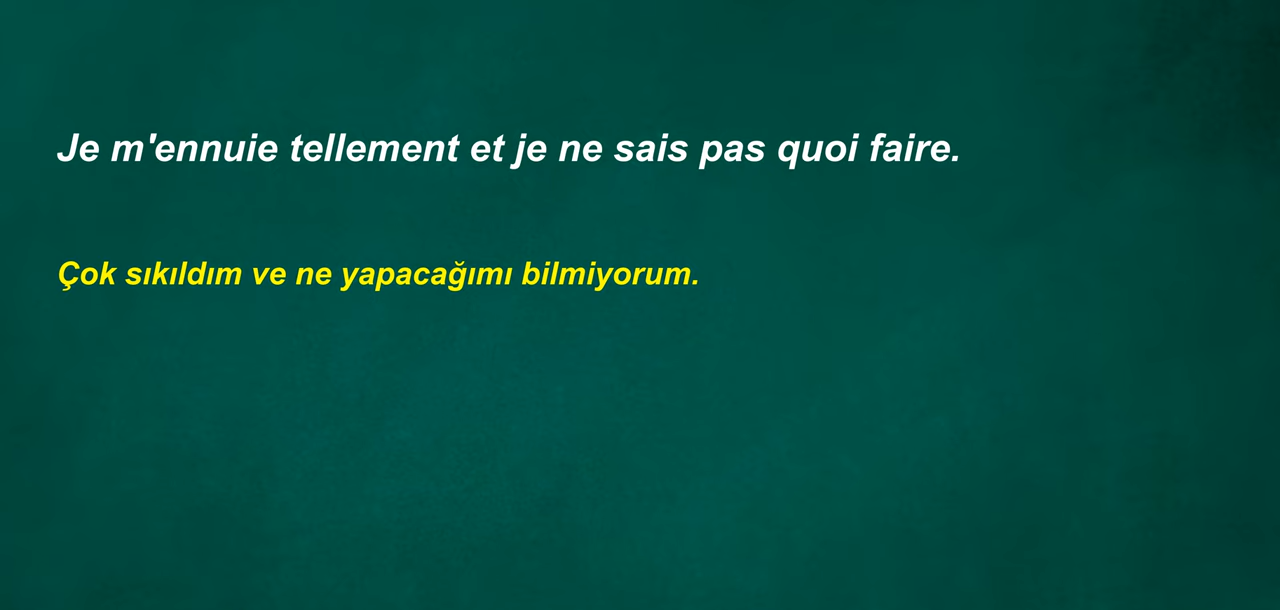 Je m'ennuie tellement et je ne sais pas quoi faire.
Çok sıkıldım ve ne yapacağımı bilmiyorum.